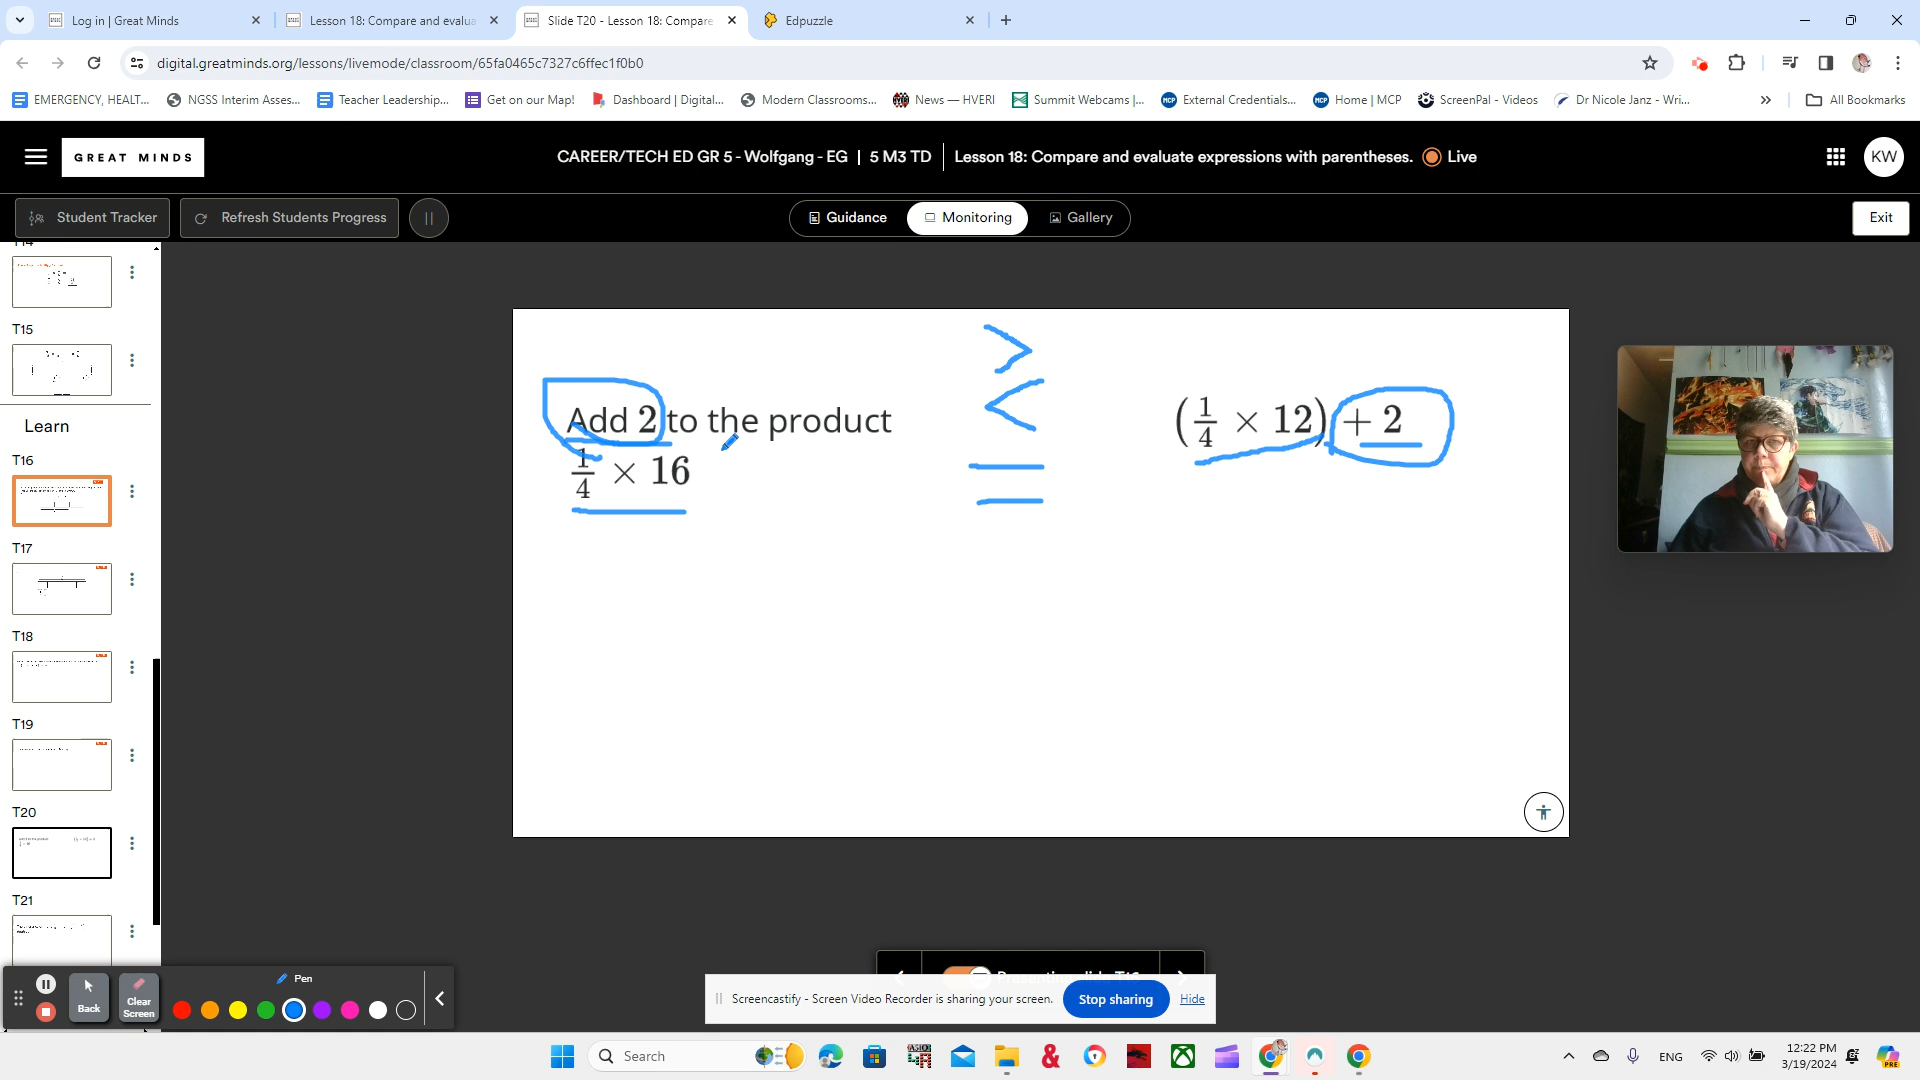 Log in | Great Minds
Lesson 18: Compare and evalua
Slide T20 - Lesson 18: Compare
Edpuzzle
digital.greatminds.org/lessons/livemode/classroom/65fa0465c7327c6ffec1f0b0
EMERGENCY, HEALT...
NGSS Interim Asses...
Teacher Leadership...
Get on our Map!
Dashboard | Digital...
Modern Classrooms...
News — HVERI
Summit Webcams |...
External Credentials...
Home | MCP
ScreenPal - Videos
Dr Nicole Janz - Wri...
»
All Bookmarks
GREAT MINDS
CAREER/TECH ED GR 5 - Wolfgang - EG | 5 M3 TD
Lesson 18: Compare and evaluate expressions with parentheses.
Live
KW
Student Tracker
Refresh Students Progress
Guidance
Monitoring
Gallery
Exit
T14
T15
Learn
T16
T17
T18
T19
T20
T21
Add 2 to the product
1/4 × 16
>
<
=
(1/4 × 12) + 2
Pen
Back
Clear
Screen
Presenting slide T16
Screencastify - Screen Video Recorder is sharing your screen.
Stop sharing
Hide
Search
ENG
12:22 PM
3/19/2024